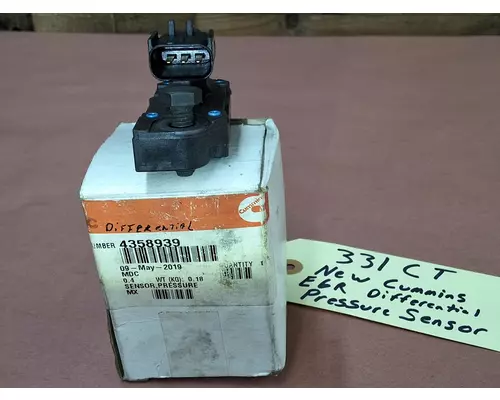 Cummins
C Differential
UMBER 4358939
09-May-2019 QUANTITY 1
MDC
0.4 WT (KG): 0.18
SENSOR,PRESSURE
MX
331 CT
New Cummins
EGR Differential
Pressure Sensor